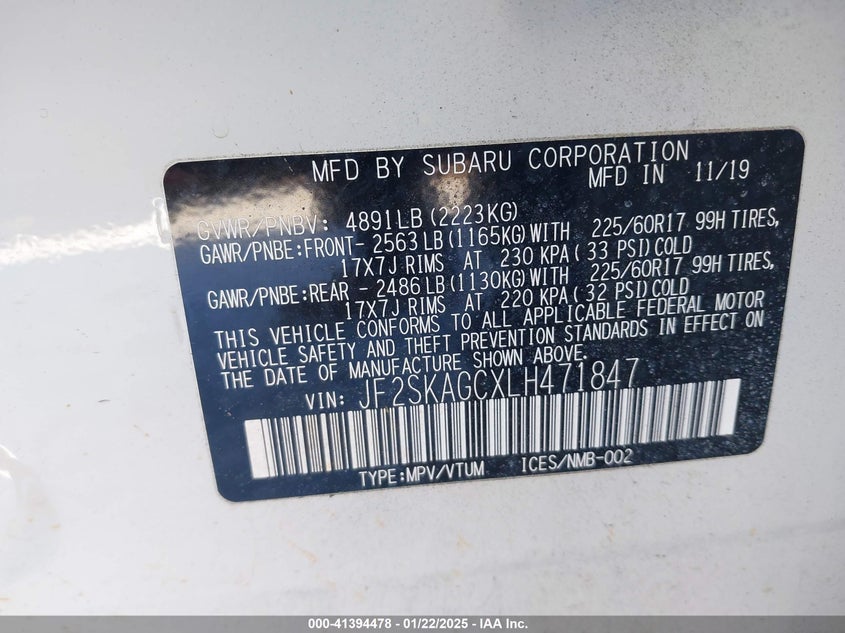 MFD BY SUBARU CORPORATION
MFD IN 11/19
GVWR/PNBV: 4891LB (2223KG)
GAWR/PNBE:FRONT- 2563LB (1165KG) WITH 225/60R17 99H TIRES,
17X7J RIMS AT 230 KPA( 33 PSI)COLD
GAWR/PNBE:REAR - 2486LB (1130KG) WITH 225/60R17 99H TIRES,
17X7J RIMS AT 220 KPA( 32 PSI)COLD
THIS VEHICLE CONFORMS TO ALL APPLICABLE FEDERAL MOTOR
VEHICLE SAFETY AND THEFT PREVENTION STANDARDS IN EFFECT ON
THE DATE OF MANUFACTURE SHOWN ABOVE.
VIN: JF2SKAGCXLH471847
TYPE:MPV/VTUM ICES/NMB-002
000-41394478 - 01/22/2025 - IAA Inc.